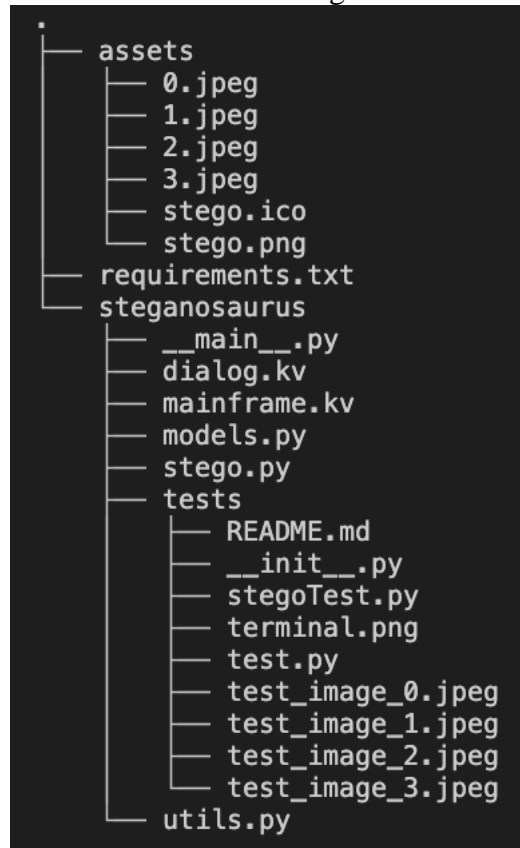 .
├── assets
│   ├── 0.jpeg
│   ├── 1.jpeg
│   ├── 2.jpeg
│   ├── 3.jpeg
│   ├── stego.ico
│   └── stego.png
├── requirements.txt
└── steganosaurus
    ├── __main__.py
    ├── dialog.kv
    ├── mainframe.kv
    ├── models.py
    ├── stego.py
    ├── tests
    │   ├── README.md
    │   ├── __init__.py
    │   ├── stegoTest.py
    │   ├── terminal.png
    │   ├── test.py
    │   ├── test_image_0.jpeg
    │   ├── test_image_1.jpeg
    │   ├── test_image_2.jpeg
    │   └── test_image_3.jpeg
    └── utils.py